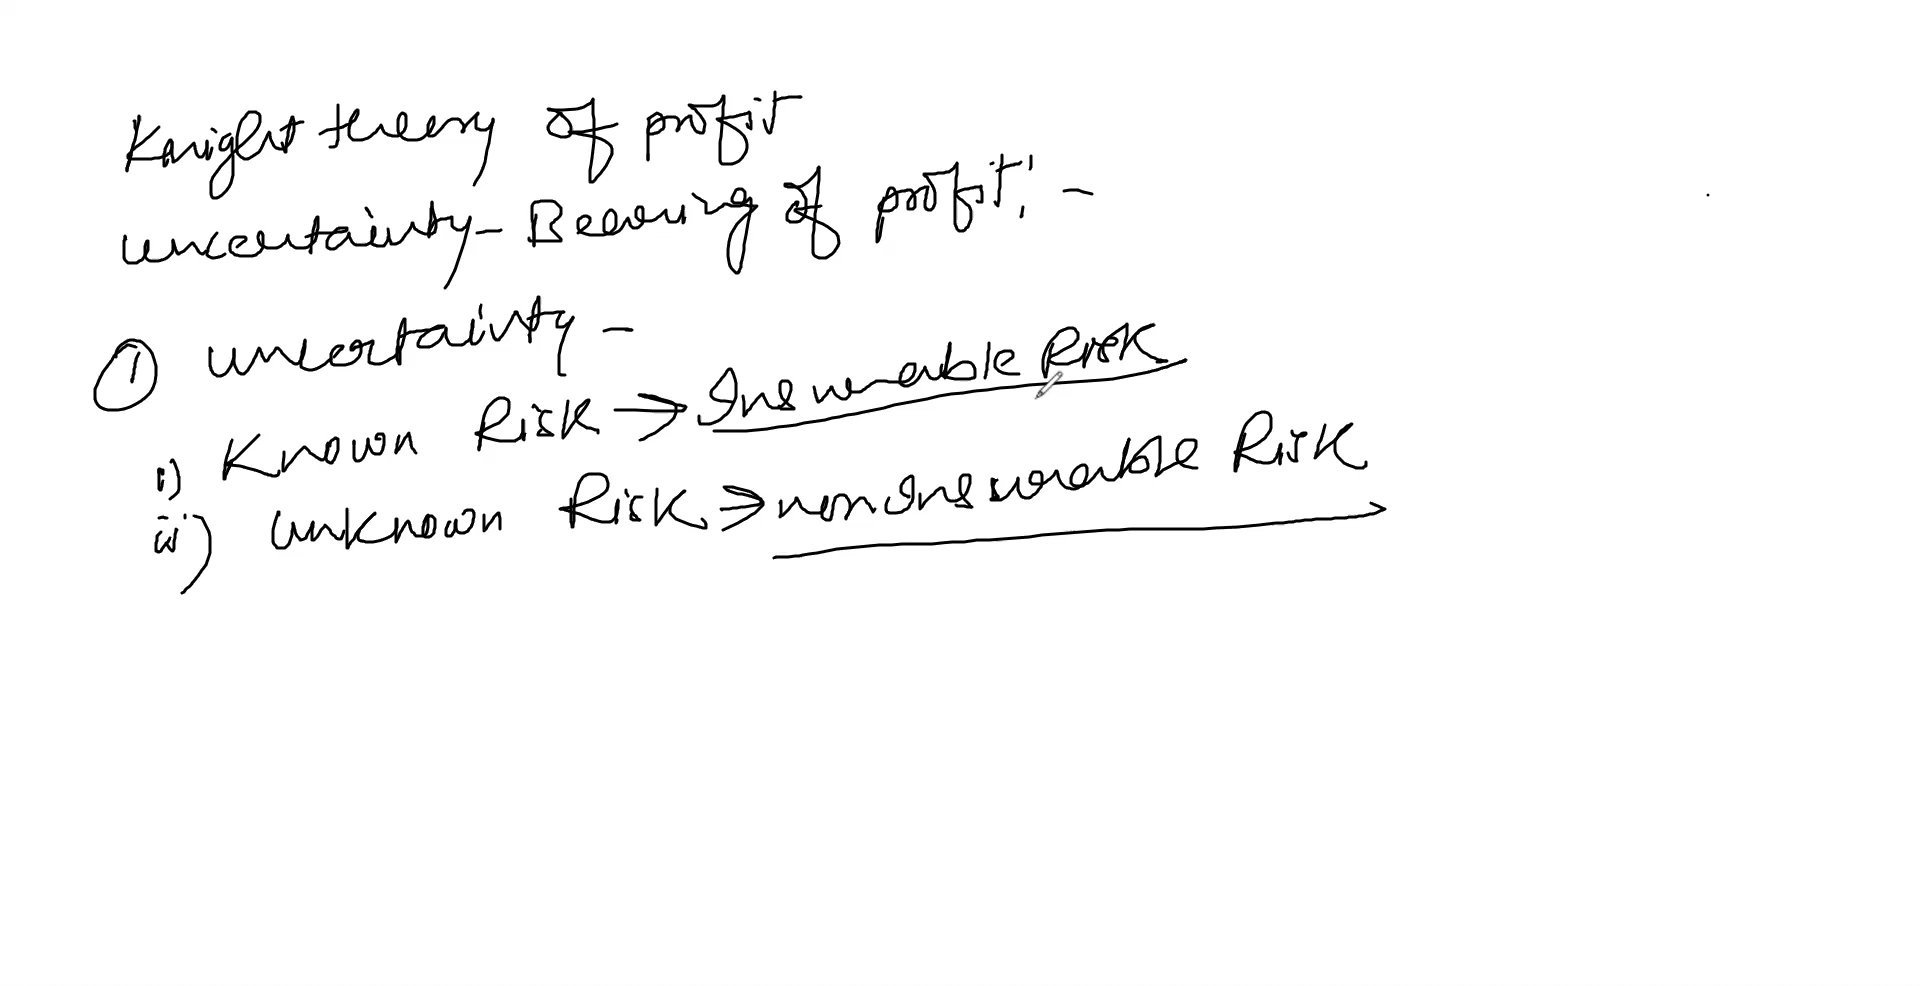 Knight theory of profit
uncertainty - Bearing of profit: -
① uncertainty -
i) Known Risk → Insurable Risk
ii) unknown Risk → non Insurable Risk